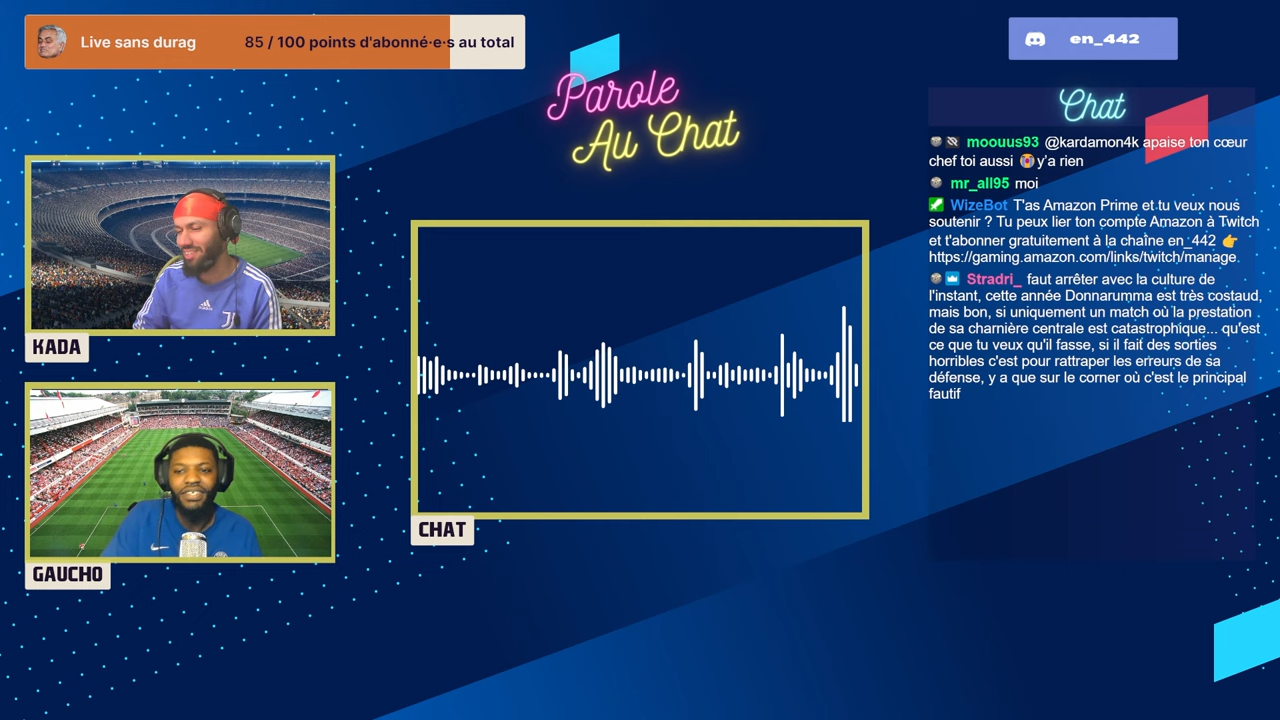 Live sans durag
85 / 100 points d'abonné·e·s au total
en_442
Parole
Au Chat
Chat
moouus93 @kardamon4k apaise ton cœur
chef toi aussi y'a rien
mr_all95 moi
WizeBot T'as Amazon Prime et tu veux nous
soutenir ? Tu peux lier ton compte Amazon à Twitch
et t'abonner gratuitement à la chaîne en_442 👉
https://gaming.amazon.com/links/twitch/manage
Stradri_ faut arrêter avec la culture de
l'instant, cette année Donnarumma est très costaud,
mais bon, si uniquement un match où la prestation
de sa charnière centrale est catastrophique... qu'est
ce que tu veux qu'il fasse, si il fait des sorties
horribles c'est pour rattraper les erreurs de sa
défense, y a que sur le corner où c'est le principal
fautif
KADA
GAUCHO
CHAT